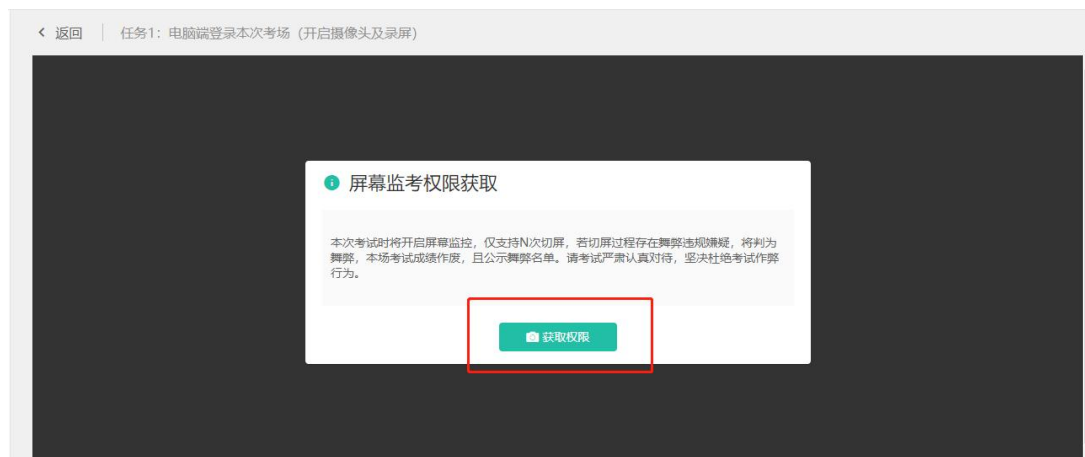 返回 任务1：电脑端登录本次考场（开启摄像头及录屏）
屏幕监考权限获取
本次考试时将开启屏幕监控，仅支持N次切屏，若切屏过程存在舞弊违规嫌疑，将判为
舞弊，本场考试成绩作废，且公示舞弊名单。请考试严肃认真对待，坚决杜绝考试作弊
行为。
获取权限